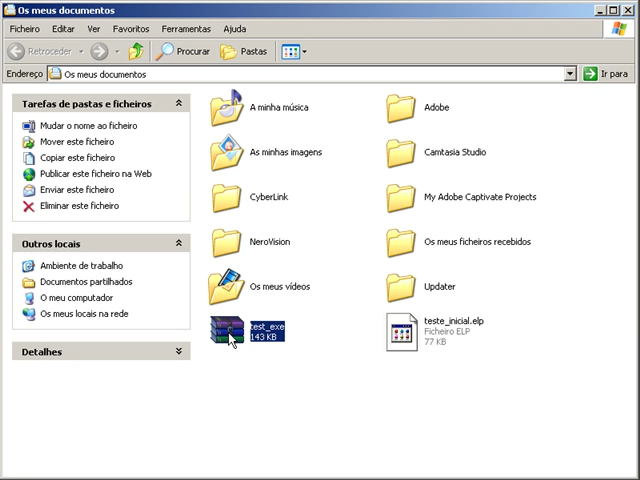 Os meus documentos
Ficheiro Editar Ver Favoritos Ferramentas Ajuda
Retroceder Procurar Pastas
Endereço Os meus documentos Ir para
Tarefas de pastas e ficheiros
Mudar o nome ao ficheiro
Mover este ficheiro
Copiar este ficheiro
Publicar este ficheiro na Web
Enviar este ficheiro
Eliminar este ficheiro
Outros locais
Ambiente de trabalho
Documentos partilhados
O meu computador
Os meus locais na rede
Detalhes
A minha música
Adobe
As minhas imagens
Camtasia Studio
CyberLink
My Adobe Captivate Projects
NeroVision
Os meus ficheiros recebidos
Os meus vídeos
Updater
test_exe
143 KB
teste_inicial.elp
Ficheiro ELP
77 KB